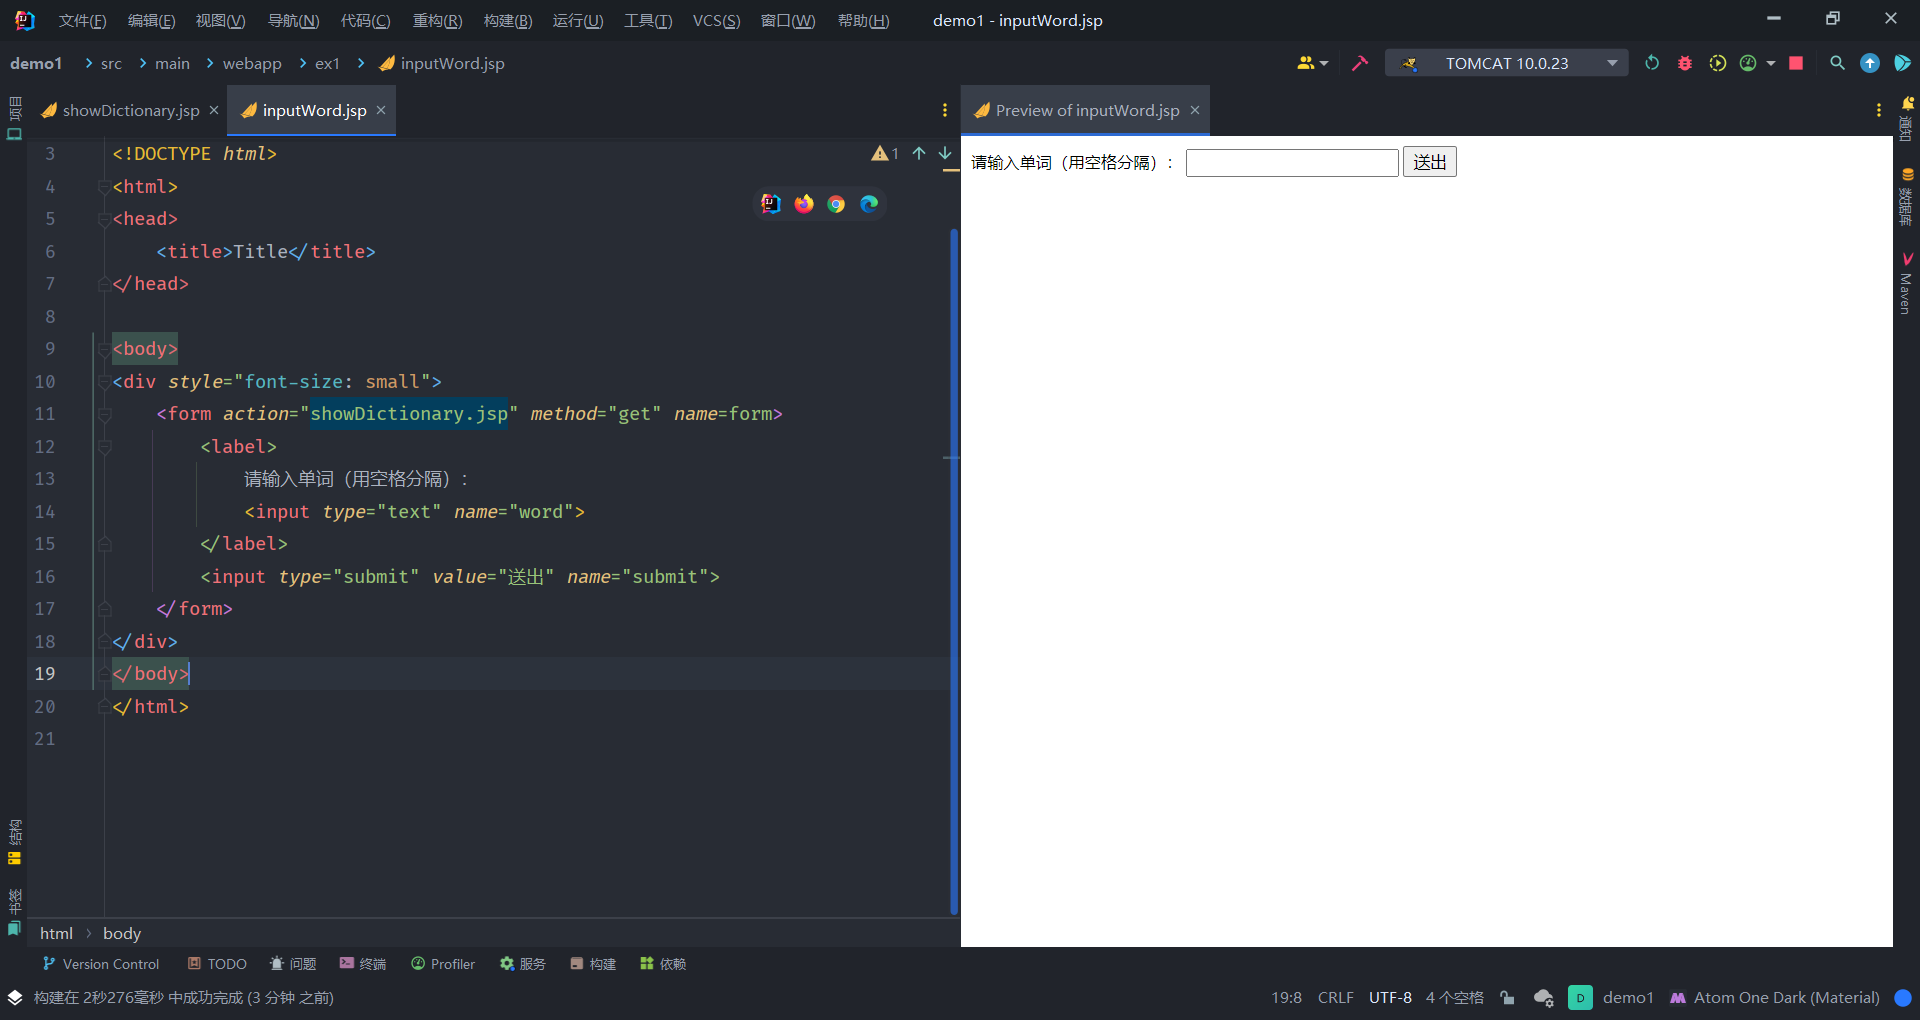 文件(F) 编辑(E) 视图(V) 导航(N) 代码(C) 重构(R) 构建(B) 运行(U) 工具(T) VCS(S) 窗口(W) 帮助(H) demo1 - inputWord.jsp
demo1 src main webapp ex1 inputWord.jsp TOMCAT 10.0.23
项目
showDictionary.jsp inputWord.jsp
Preview of inputWord.jsp
3 <!DOCTYPE html>
1
4 <html>
5 <head>
6 <title>Title</title>
7 </head>
8
9 <body>
10 <div style="font-size: small">
11 <form action="showDictionary.jsp" method="get" name=form>
12 <label>
13 请输入单词（用空格分隔）：
14 <input type="text" name="word">
15 </label>
16 <input type="submit" value="送出" name="submit">
17 </form>
18 </div>
19 </body>
20 </html>
21
请输入单词（用空格分隔）： 送出
通知
数据库
Maven
结构
书签
html body
Version Control TODO 问题 终端 Profiler 服务 构建 依赖
构建在 2秒276毫秒 中成功完成 (3 分钟 之前) 19:8 CRLF UTF-8 4 个空格 D demo1 Atom One Dark (Material)